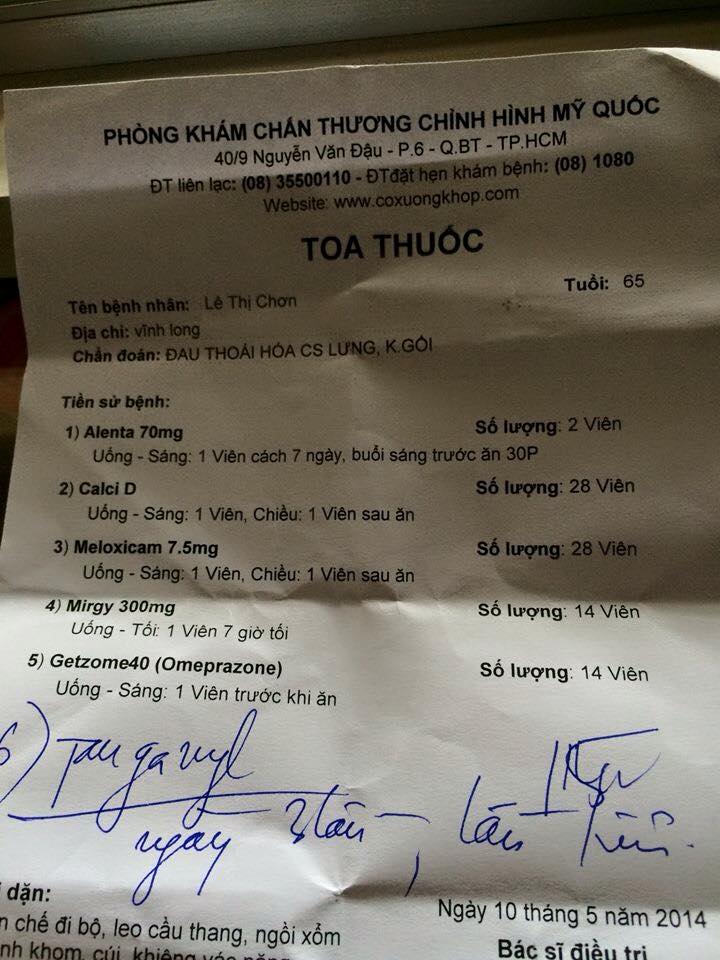 PHÒNG KHÁM CHẤN THƯƠNG CHỈNH HÌNH MỸ QUỐC
40/9 Nguyễn Văn Đậu - P.6 - Q.BT - TP.HCM
ĐT liên lạc: (08) 35500110 - ĐTđặt hẹn khám bệnh: (08) 1080
Website: www.coxuongkhop.com
TOA THUỐC
Tuổi: 65
Tên bệnh nhân: Lê Thị Chơn
Địa chỉ: vĩnh long
Chẩn đoán: ĐAU THOÁI HÓA CS LƯNG, K.GỐI
Tiền sử bệnh:
1) Alenta 70mg Số lượng: 2 Viên
Uống - Sáng: 1 Viên cách 7 ngày, buổi sáng trước ăn 30P
2) Calci D Số lượng: 28 Viên
Uống - Sáng: 1 Viên, Chiều: 1 Viên sau ăn
3) Meloxicam 7.5mg Số lượng: 28 Viên
Uống - Sáng: 1 Viên, Chiều: 1 Viên sau ăn
4) Mirgy 300mg Số lượng: 14 Viên
Uống - Tối: 1 Viên 7 giờ tối
5) Getzome40 (Omeprazone) Số lượng: 14 Viên
Uống - Sáng: 1 Viên trước khi ăn
6) Tanganyl
ngày 3 lần, lần 1 viên.
dặn:
chế đi bộ, leo cầu thang, ngồi xổm
khom, cúi, khiêng vác nặng
Ngày 10 tháng 5 năm 2014
Bác sĩ điều trị